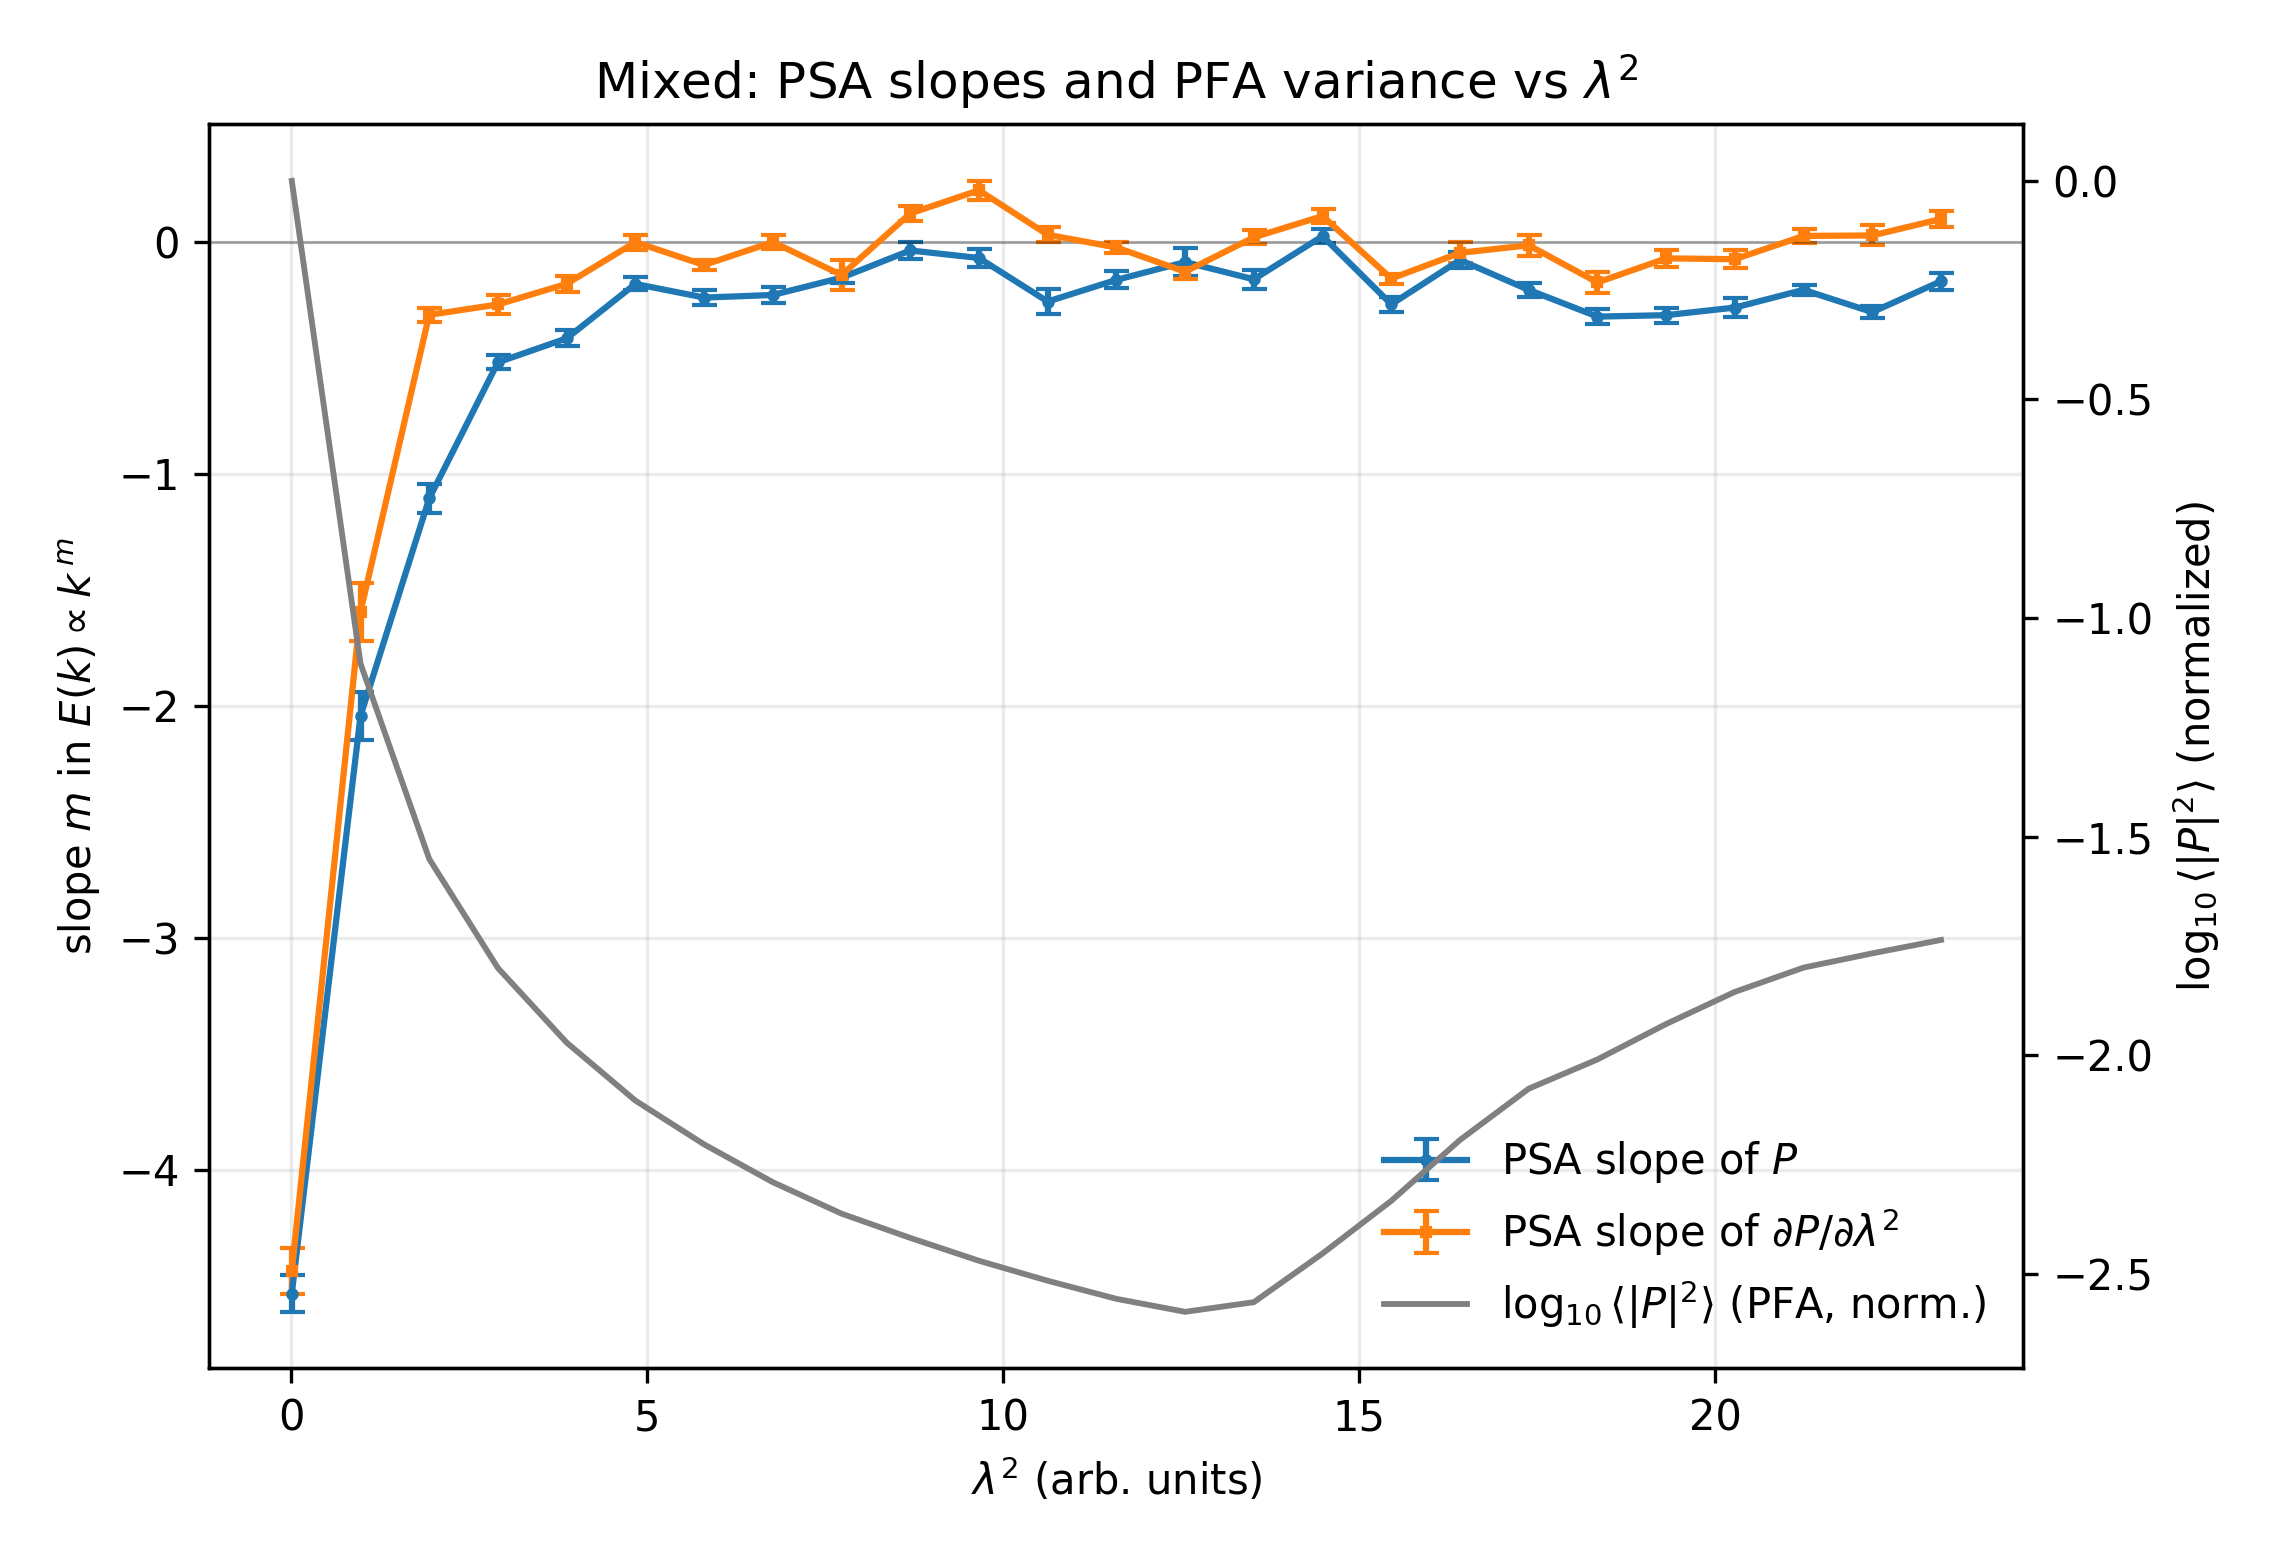 Mixed: PSA slopes and PFA variance vs λ²
slope m in E(k) ∝ k^m
0
−1
−2
−3
−4
0.0
−0.5
−1.0
−1.5
−2.0
−2.5
log₁₀⟨|P|²⟩ (normalized)
PSA slope of P
PSA slope of ∂P/∂λ²
log₁₀⟨|P|²⟩ (PFA, norm.)
0 5 10 15 20
λ² (arb. units)